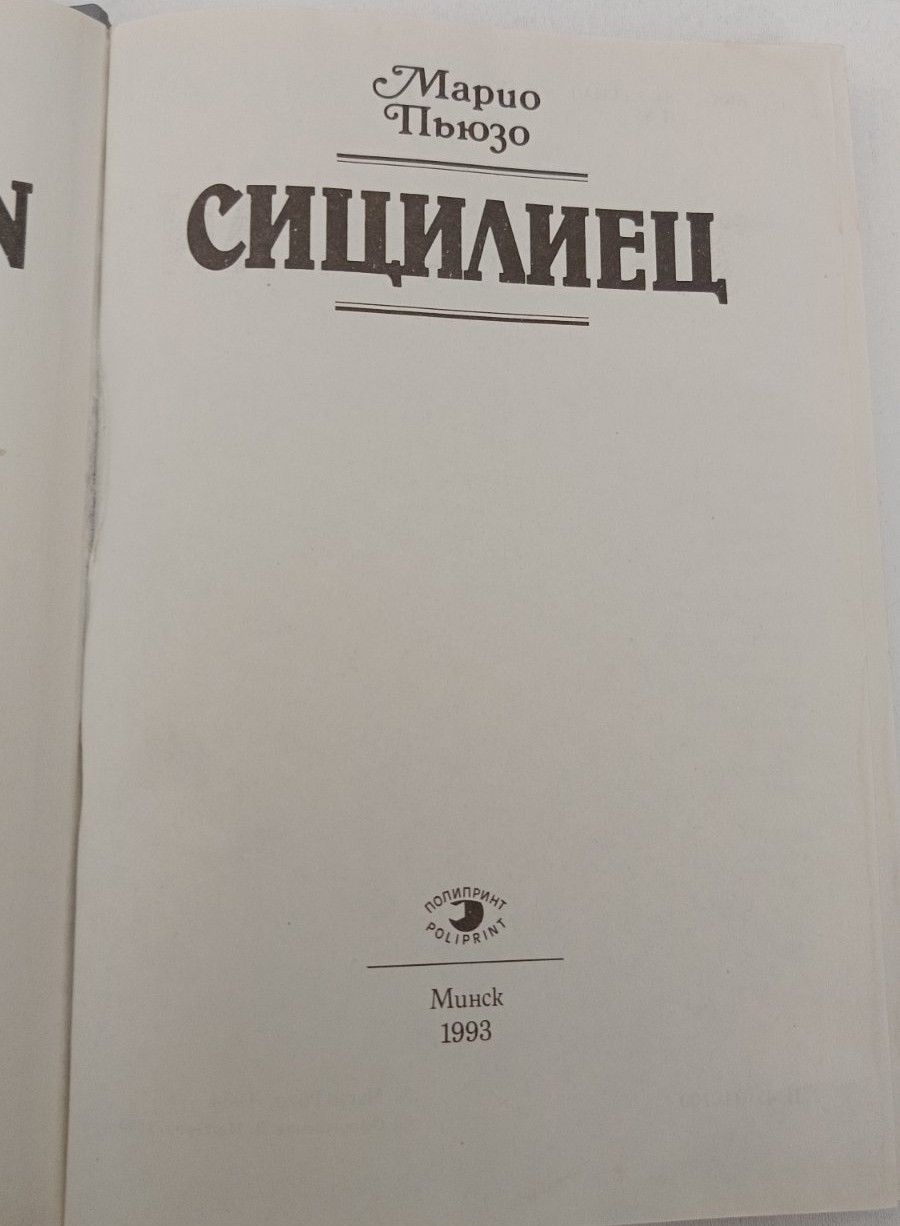 Марио
Пьюзо
СИЦИЛИЕЦ
ПОЛИПРИНТ
POLIPRINT
Минск
1993
N